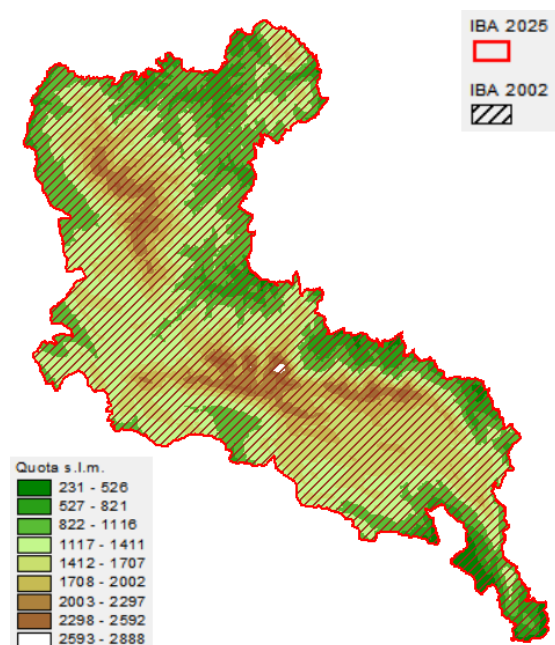 IBA 2025
IBA 2002
Quota s.l.m.
231 - 526
527 - 821
822 - 1116
1117 - 1411
1412 - 1707
1708 - 2002
2003 - 2297
2298 - 2592
2593 - 2888